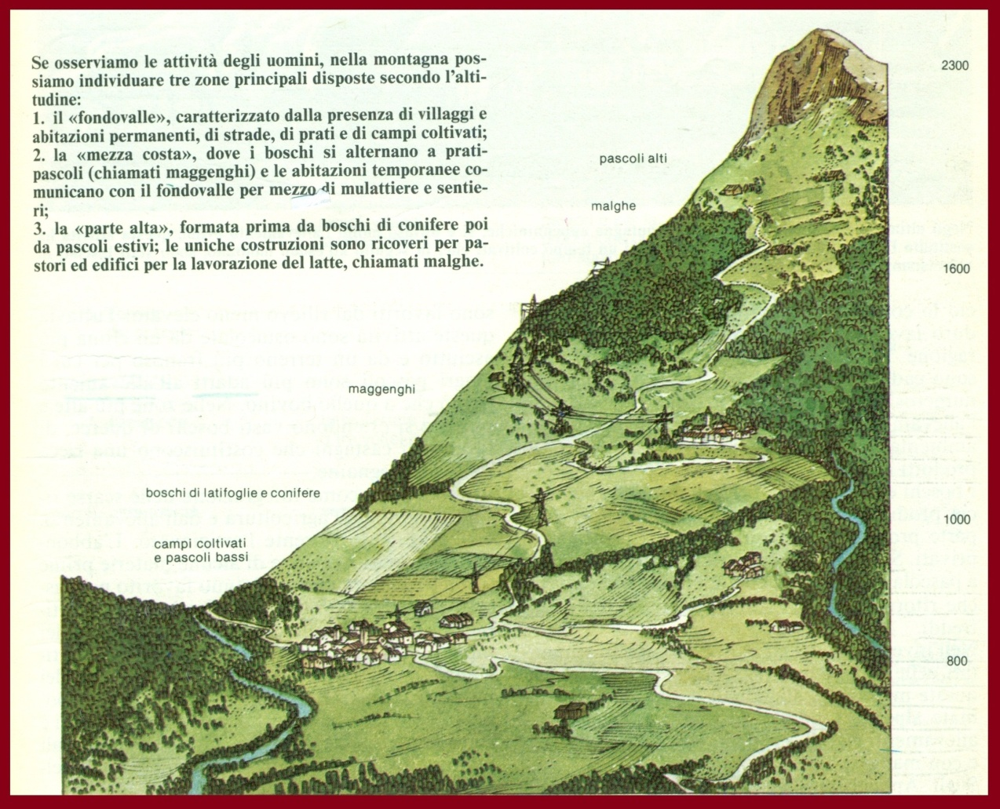 Se osserviamo le attività degli uomini, nella montagna pos-
siamo individuare tre zone principali disposte secondo l'alti-
tudine:
1. il «fondovalle», caratterizzato dalla presenza di villaggi e
abitazioni permanenti, di strade, di prati e di campi coltivati;
2. la «mezza costa», dove i boschi si alternano a prati-
pascoli (chiamati maggenghi) e le abitazioni temporanee co-
municano con il fondovalle per mezzo di mulattiere e sentie-
ri;
3. la «parte alta», formata prima da boschi di conifere poi
da pascoli estivi; le uniche costruzioni sono ricoveri per pa-
stori ed edifici per la lavorazione del latte, chiamati malghe.
2300
pascoli alti
malghe
1600
maggenghi
boschi di latifoglie e conifere
1000
campi coltivati
e pascoli bassi
800